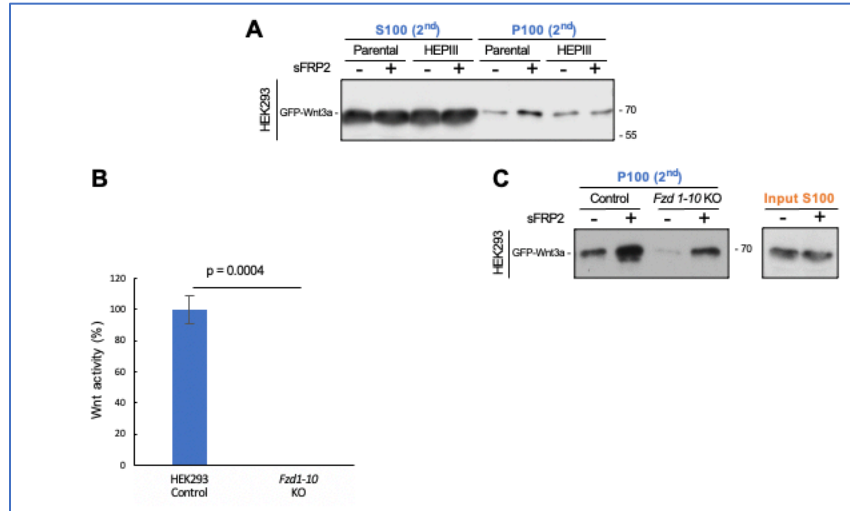 A
S100 (2nd) P100 (2nd)
Parental HEPIII Parental HEPIII
sFRP2 - + - + - + - +
HEK293
GFP-Wnt3a-
- 70
- 55
B
p = 0.0004
Wnt activity (%)
120
100
80
60
40
20
0
HEK293 Control
Fzd1-10 KO
C
P100 (2nd)
Control Fzd 1-10 KO Input S100
sFRP2 - + - + - +
HEK293
GFP-Wnt3a -
- 70